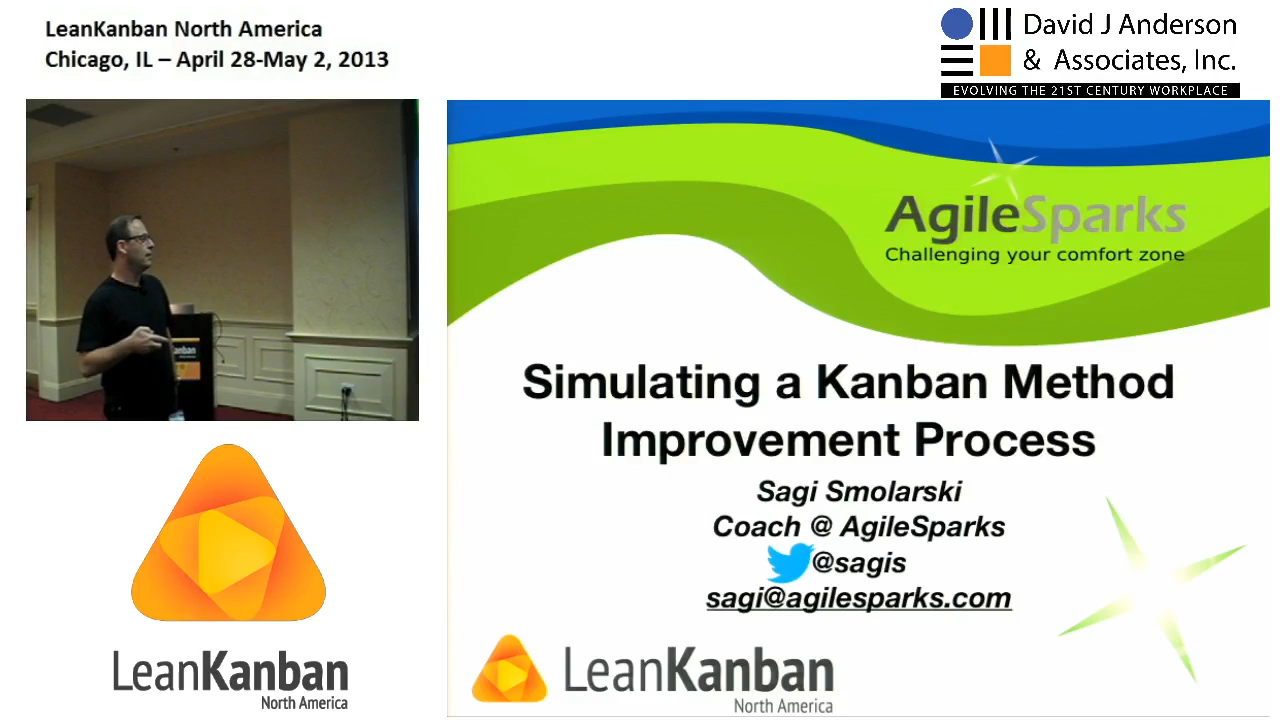 LeanKanban North America
Chicago, IL – April 28-May 2, 2013
David J Anderson
& Associates, Inc.
EVOLVING THE 21ST CENTURY WORKPLACE
AgileSparks
Challenging your comfort zone
Simulating a Kanban Method
Improvement Process
Sagi Smolarski
Coach @ AgileSparks
@sagis
sagi@agilesparks.com
LeanKanban
North America
LeanKanban
North America